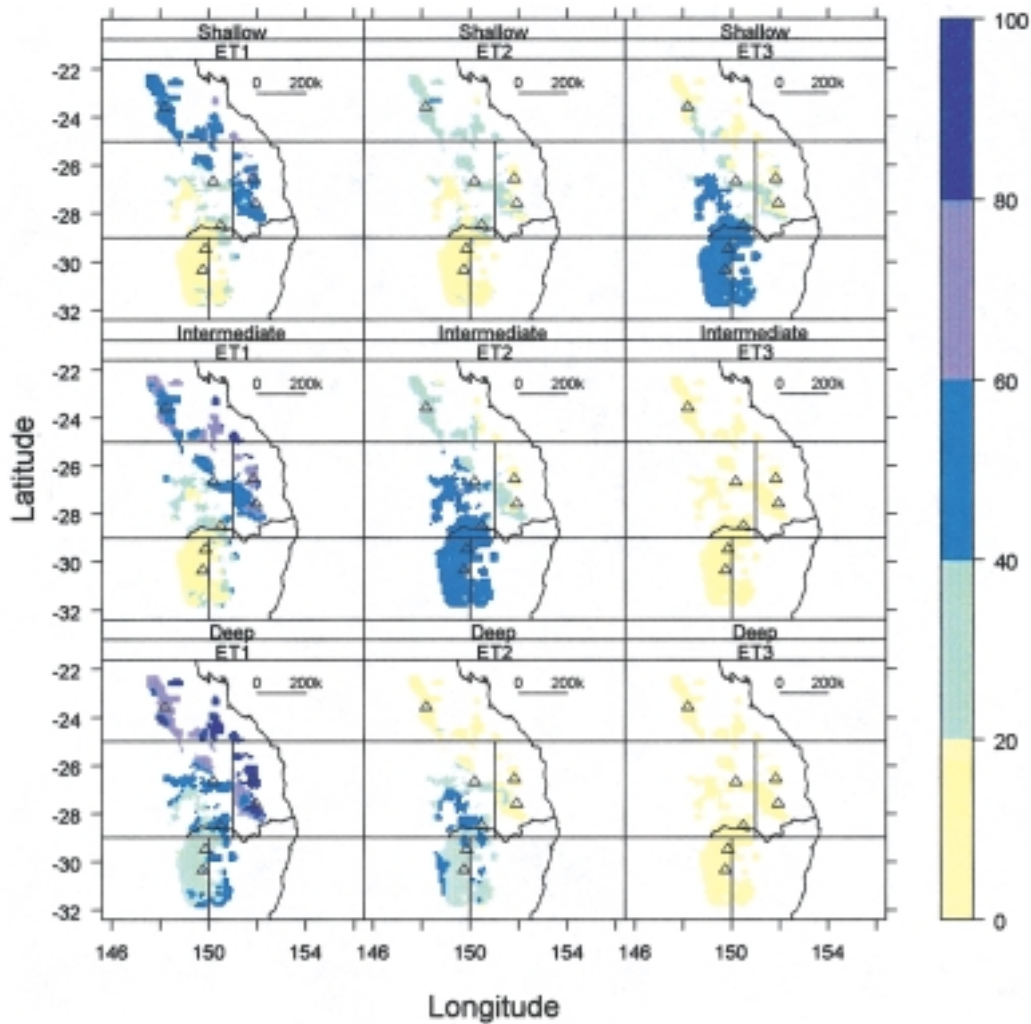 Shallow Shallow Shallow
ET1 ET2 ET3
0 200k 0 200k 0 200k
-22
-24
-26
-28
-30
-32
Intermediate Intermediate Intermediate
ET1 ET2 ET3
0 200k 0 200k 0 200k
-22
-24
-26
-28
-30
-32
Deep Deep Deep
ET1 ET2 ET3
0 200k 0 200k 0 200k
-22
-24
-26
-28
-30
-32
146 150 154 146 150 154 146 150 154
Latitude
Longitude
100
80
60
40
20
0